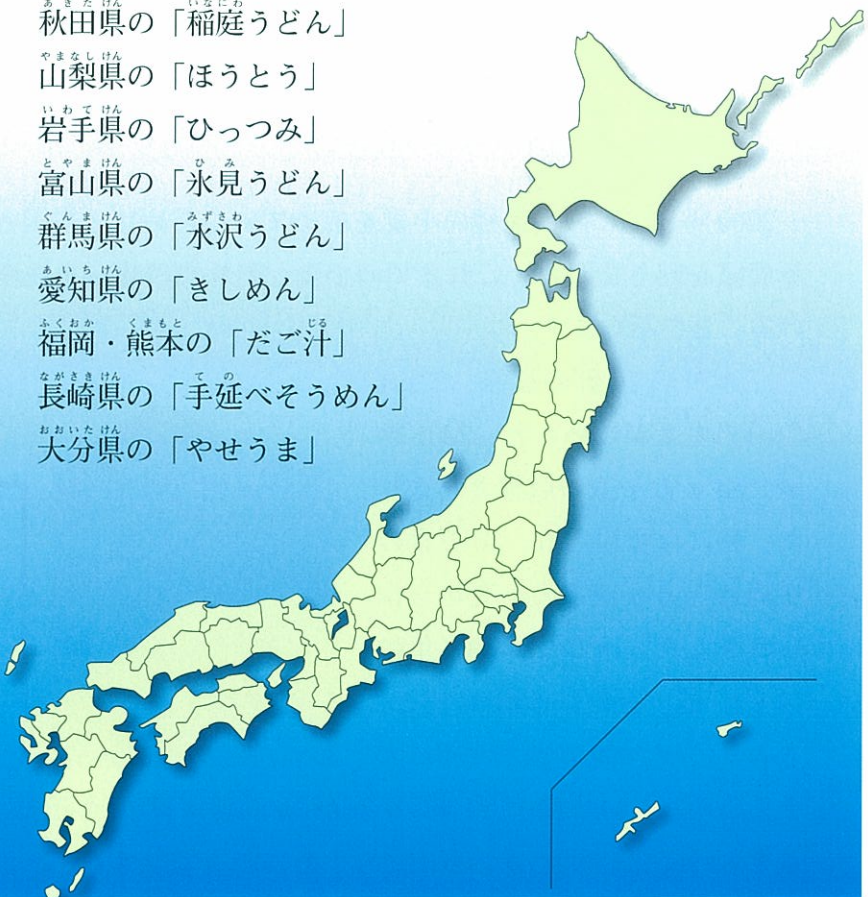 秋田県の「稲庭うどん」
山梨県の「ほうとう」
岩手県の「ひっつみ」
富山県の「氷見うどん」
群馬県の「水沢うどん」
愛知県の「きしめん」
福岡・熊本の「だご汁」
長崎県の「手延べそうめん」
大分県の「やせうま」